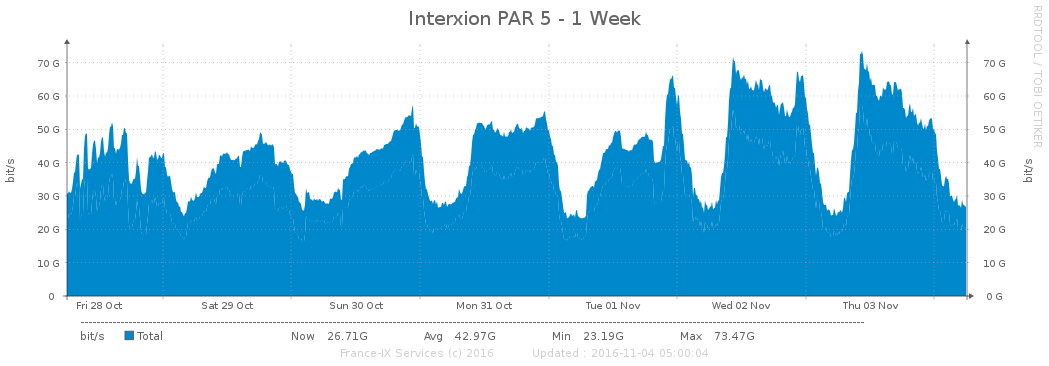 Interxion PAR 5 - 1 Week
RRDTOOL / TOBI OETIKER
bit/s
bit/s
70 G 70 G
60 G 60 G
50 G 50 G
40 G 40 G
30 G 30 G
20 G 20 G
10 G 10 G
0 0 G
Fri 28 Oct Sat 29 Oct Sun 30 Oct Mon 31 Oct Tue 01 Nov Wed 02 Nov Thu 03 Nov
bit/s Total Now 26.71G Avg 42.97G Min 23.19G Max 73.47G
France-IX Services (c) 2016 Updated : 2016-11-04 05:00:04